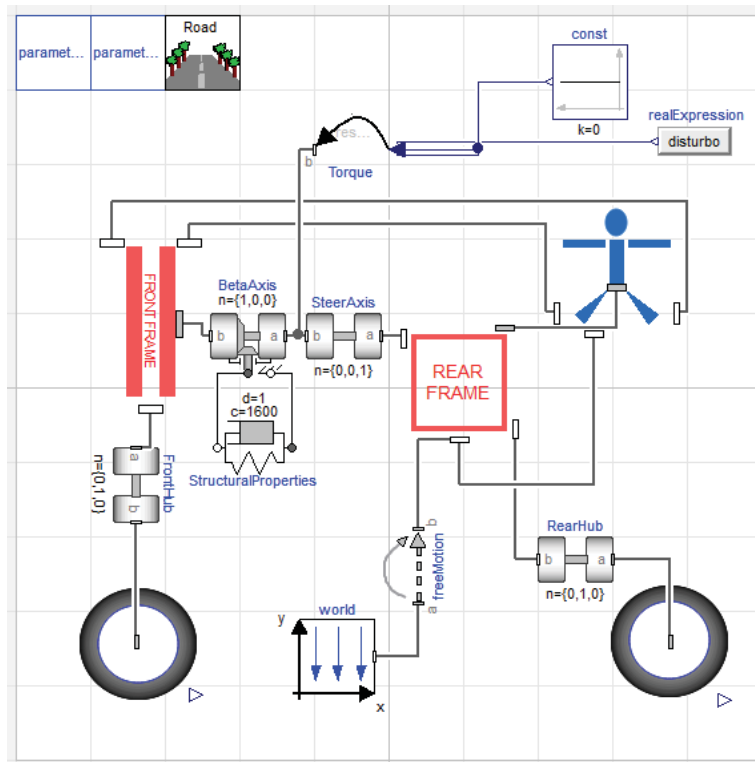 paramet...
paramet...
Road
const
k=0
realExpression
disturbo
res...
b
Torque
FRONT FRAME
BetaAxis
n={1,0,0}
b
a
SteerAxis
b
a
n={0,0,1}
REAR
FRAME
d=1
c=1600
StructuralProperties
a
b
FrontHub
n={0,1,0}
b
freeMotion
a
RearHub
b
a
n={0,1,0}
world
y
x